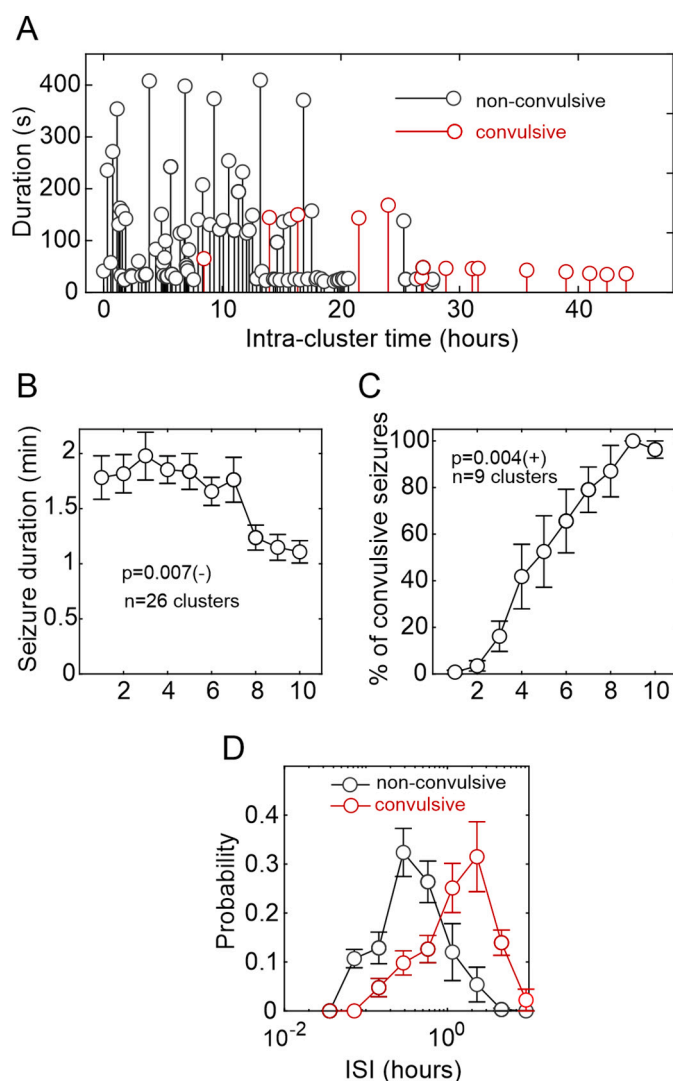 A
Duration (s)
400
300
200
100
0
non-convulsive
convulsive
0 10 20 30 40
Intra-cluster time (hours)
B
Seizure duration (min)
2
1.5
1
0.5
0
p=0.007(-)
n=26 clusters
2 4 6 8 10
C
% of convulsive seizures
100
80
60
40
20
0
p=0.004(+)
n=9 clusters
2 4 6 8 10
D
Probability
0.4
0.3
0.2
0.1
0
non-convulsive
convulsive
10-2 100
ISI (hours)